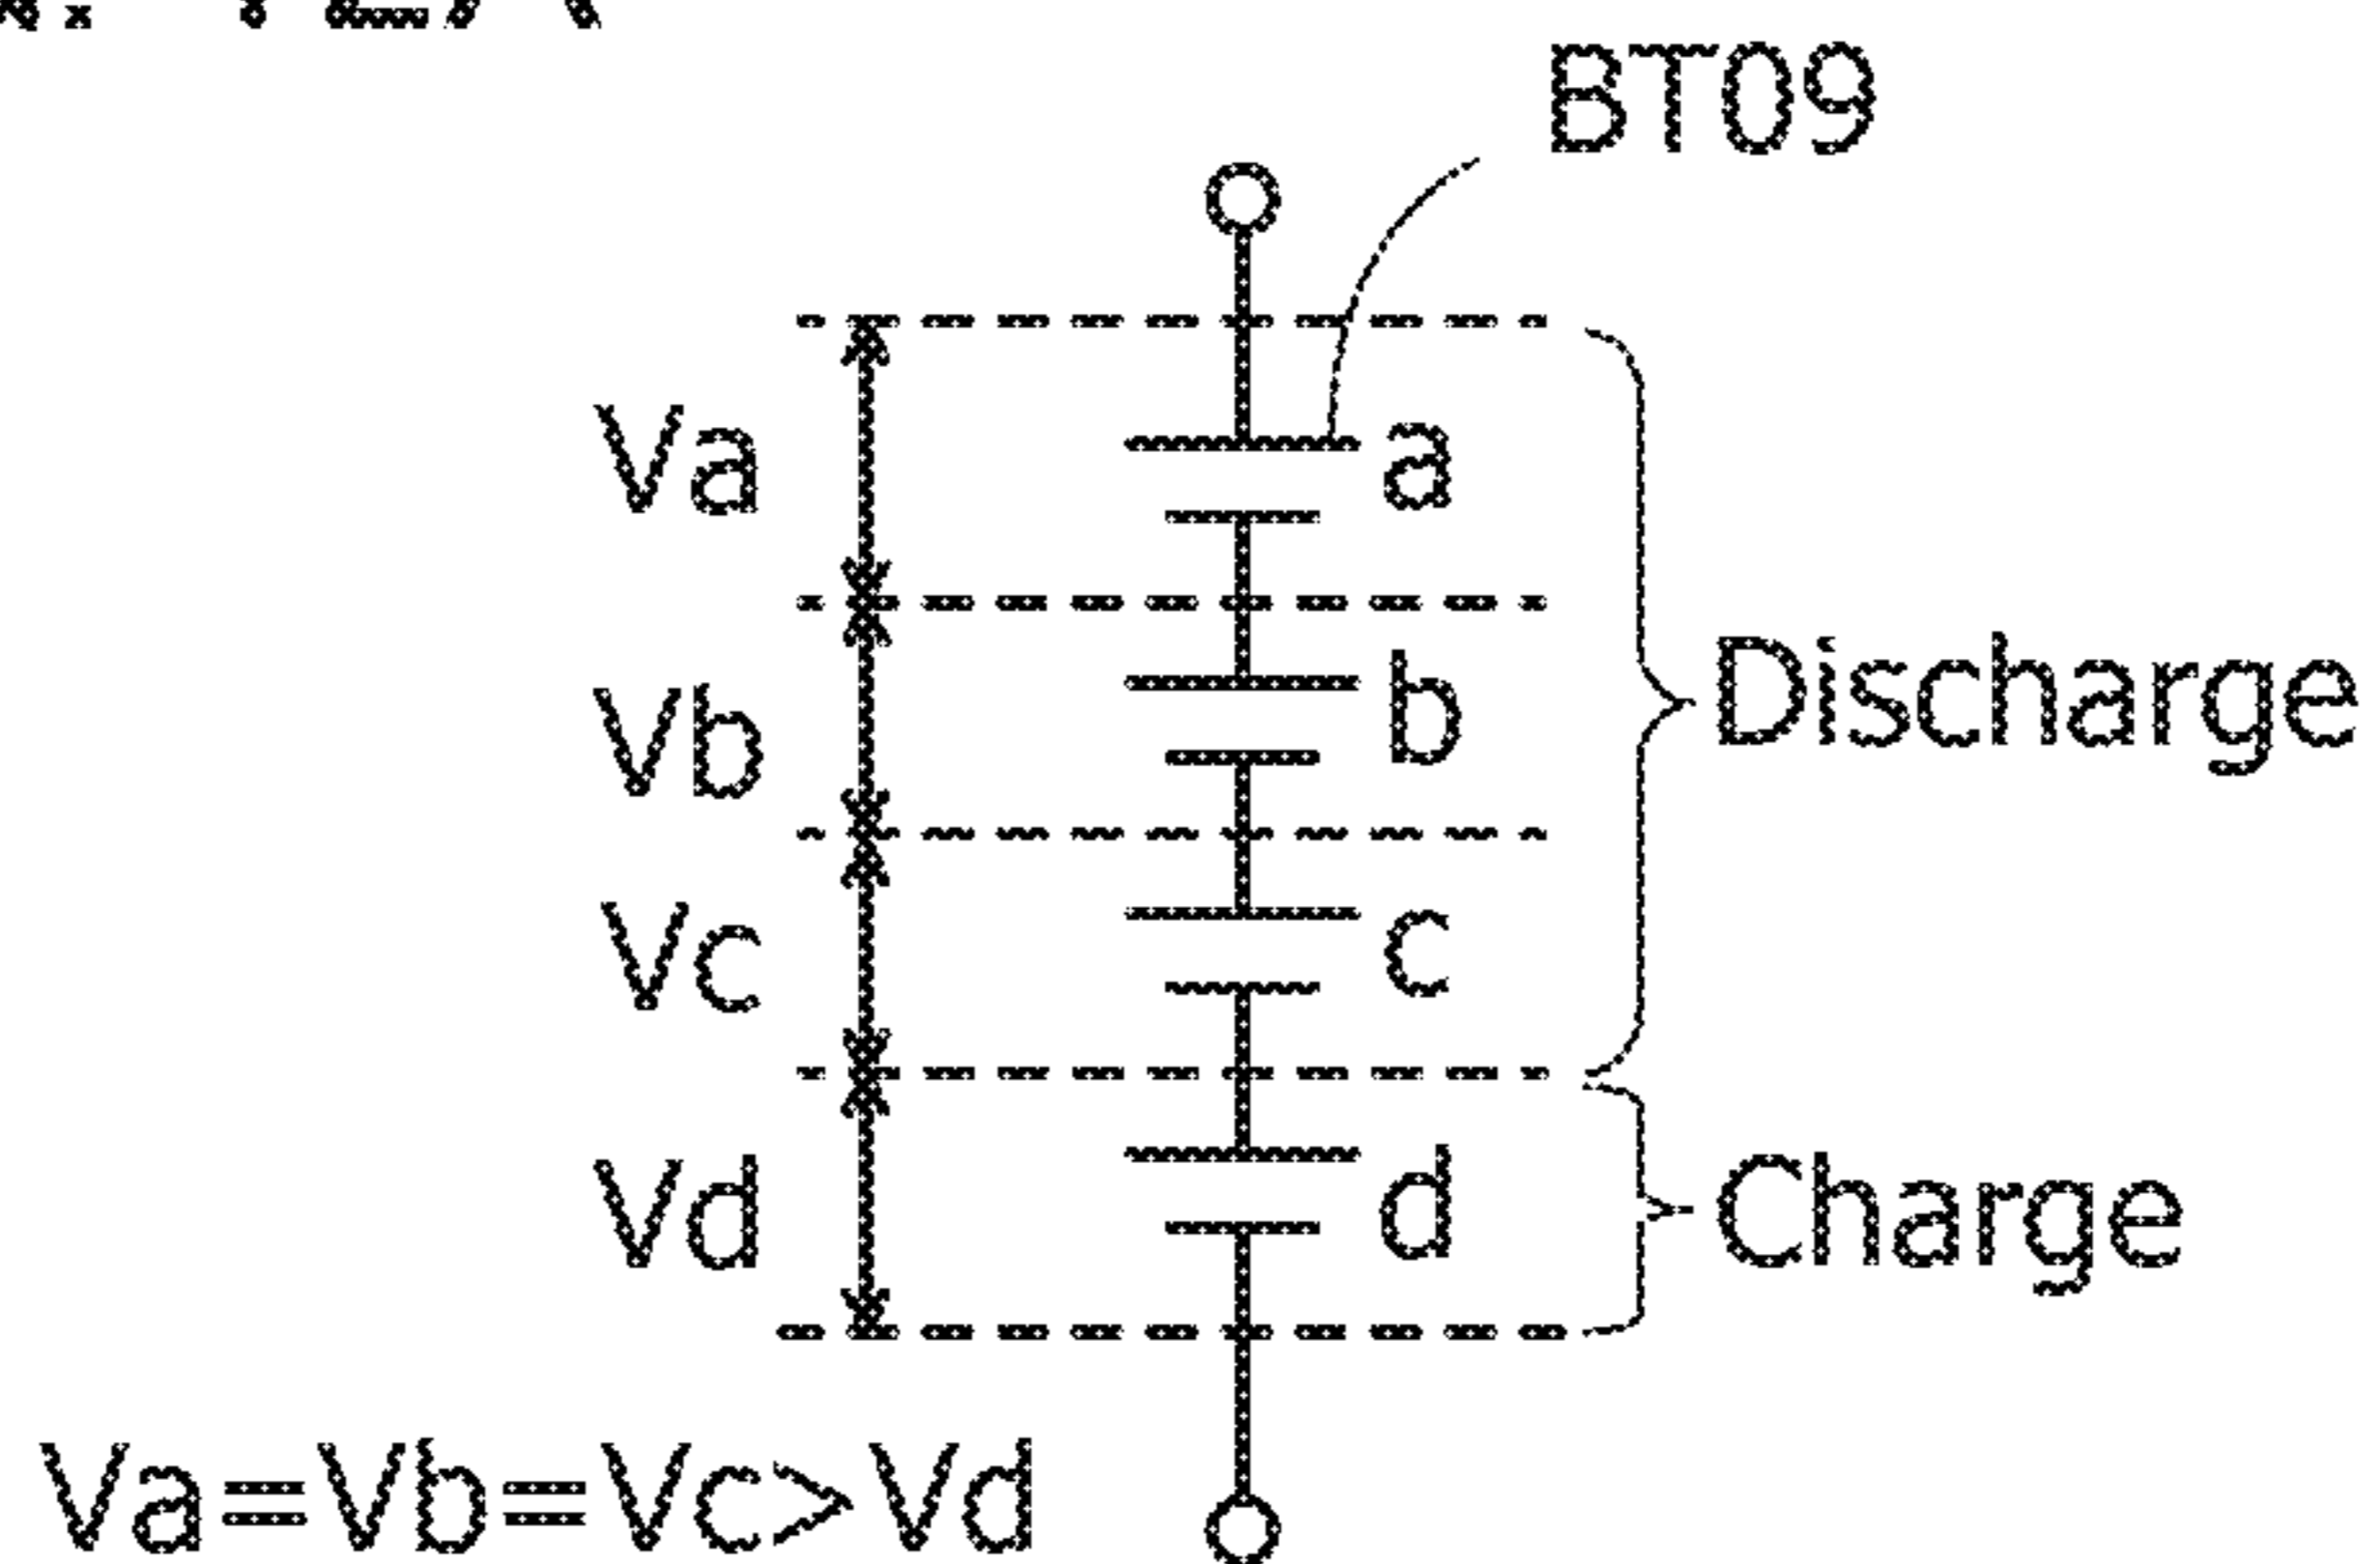 BT09
Va
a
Vb
b
Discharge
Vc
c
Vd
d
Charge
Va=Vb=Vc>Vd